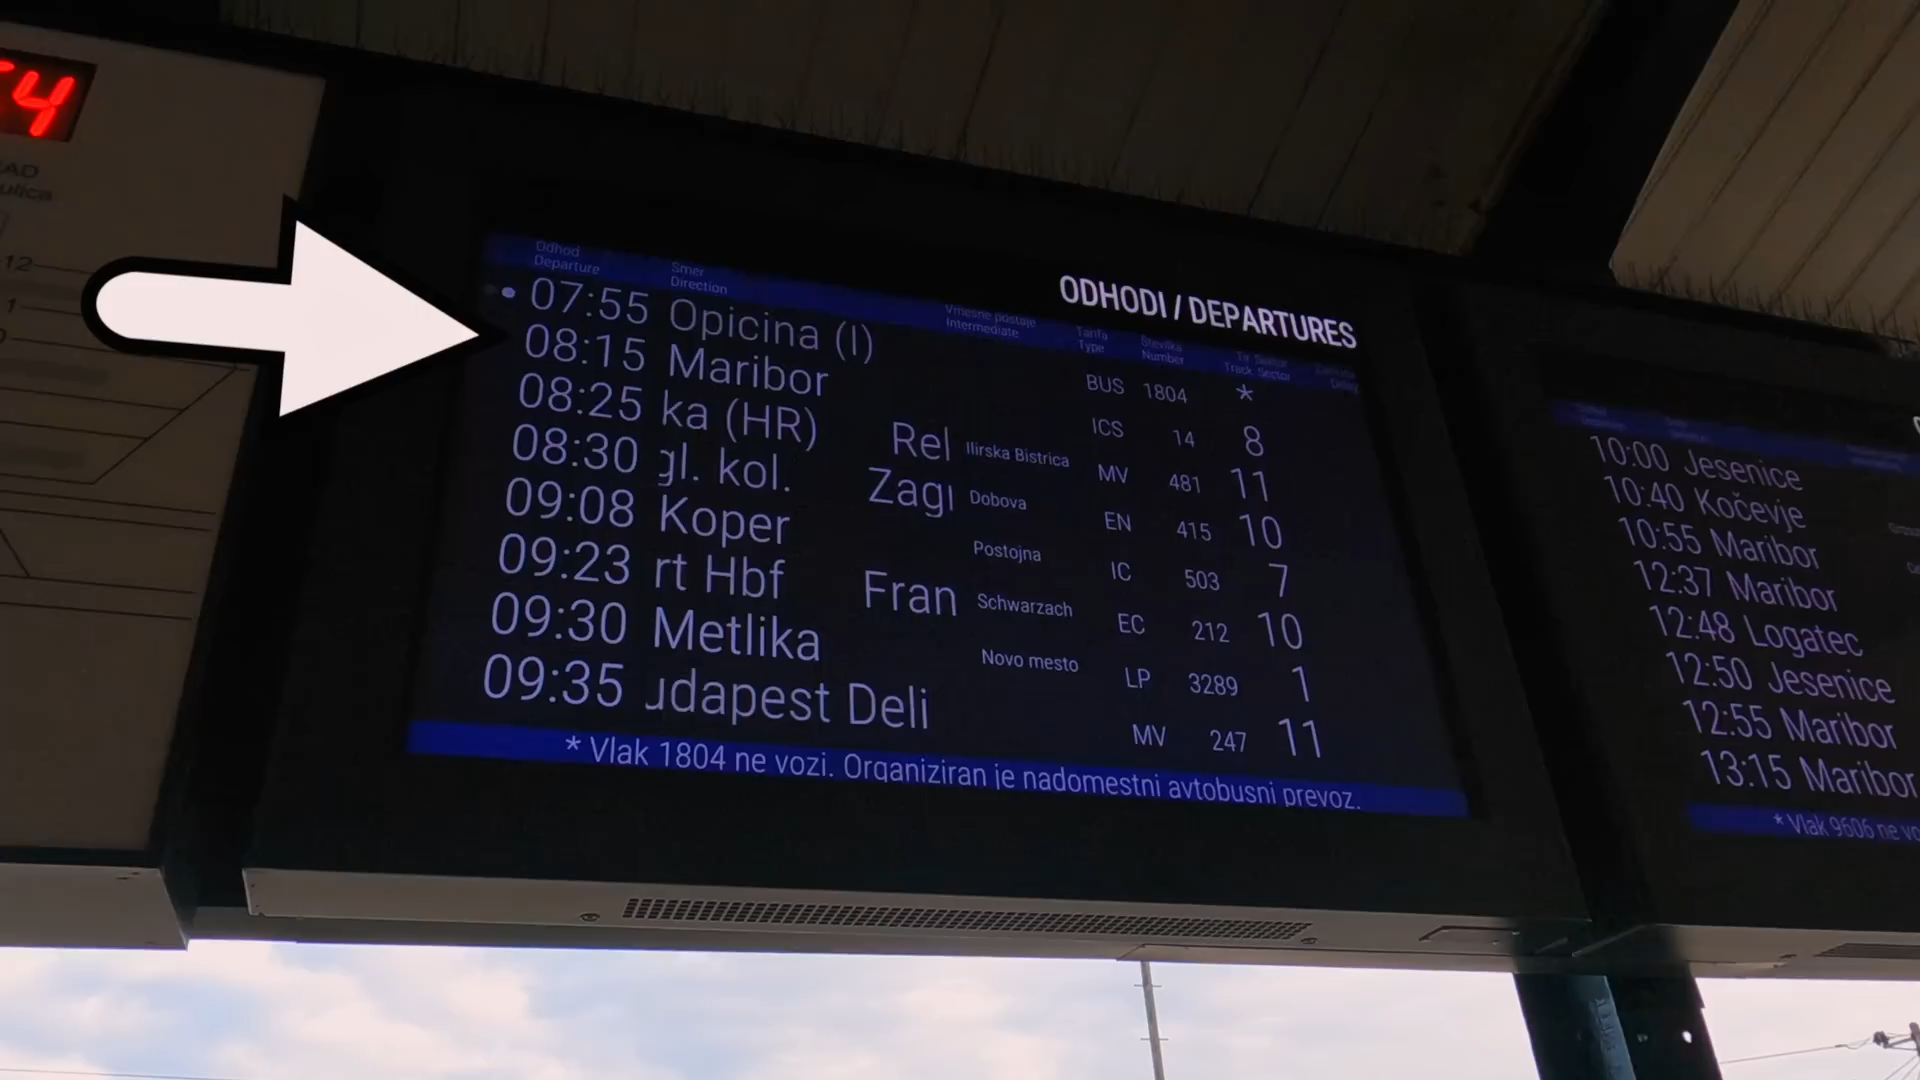 4
AD
ulica
12
1
ODHODI / DEPARTURES
Odhod
Departure
Smer
Direction
Vmesne postaje
Intermediate
Tarifa
Type
Številka
Number
Tir Sektor
Track Sector
07:55 Opicina (I) BUS 1804 *
08:15 Maribor ICS 14 8
08:25 ka (HR) Rel Ilirska Bistrica MV 481 11
08:30 gl. kol. Zagr Dobova EN 415 10
09:08 Koper Postojna IC 503 7
09:23 rt Hbf Fran Schwarzach EC 212 10
09:30 Metlika Novo mesto LP 3289 1
09:35 udapest Deli MV 247 11
* Vlak 1804 ne vozi. Organiziran je nadomestni avtobusni prevoz.
10:00 Jesenice
10:40 Kočevje
10:55 Maribor
12:37 Maribor
12:48 Logatec
12:50 Jesenice
12:55 Maribor
13:15 Maribor
* Vlak 9606 ne vo